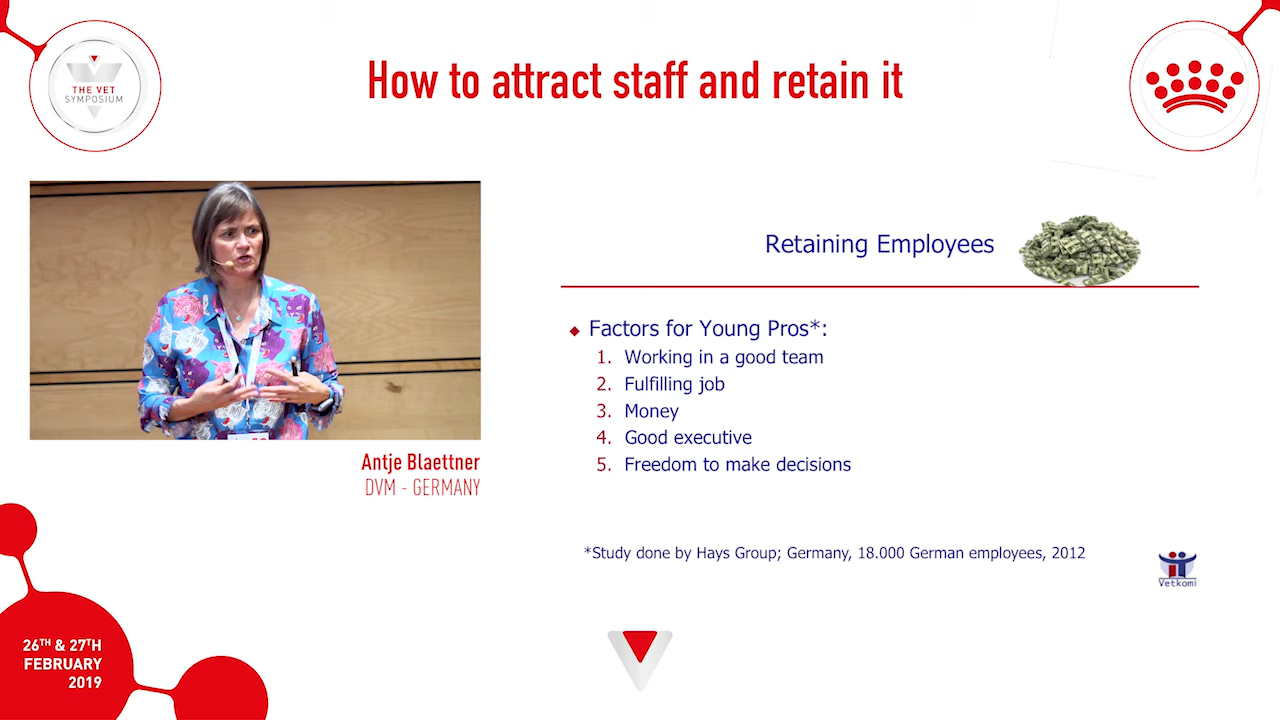 THE VET
SYMPOSIUM
How to attract staff and retain it
Retaining Employees
Factors for Young Pros*:
1. Working in a good team
2. Fulfilling job
3. Money
4. Good executive
5. Freedom to make decisions
Antje Blaettner
DVM - GERMANY
*Study done by Hays Group; Germany, 18.000 German employees, 2012
Vetkomi
26TH & 27TH
FEBRUARY
2019